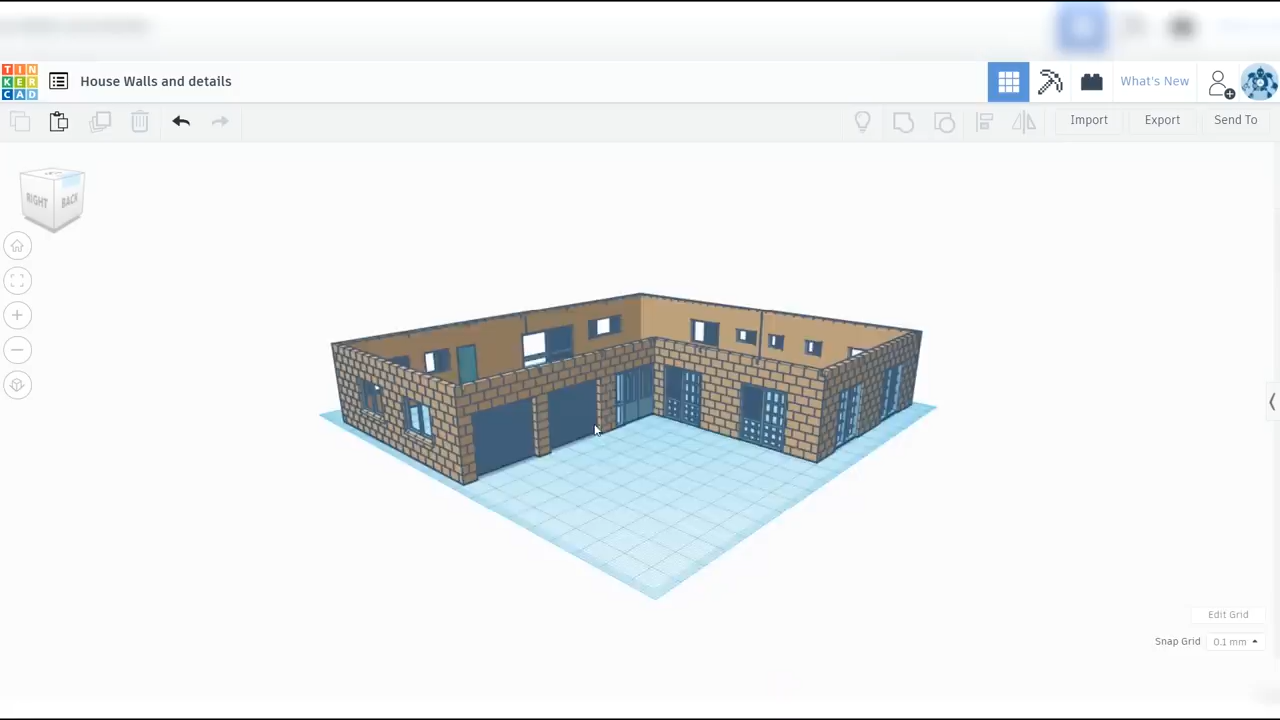 TIN
KER
CAD
House Walls and details
What's New
Import
Export
Send To
RIGHT
BACK
Edit Grid
Snap Grid
0.1 mm